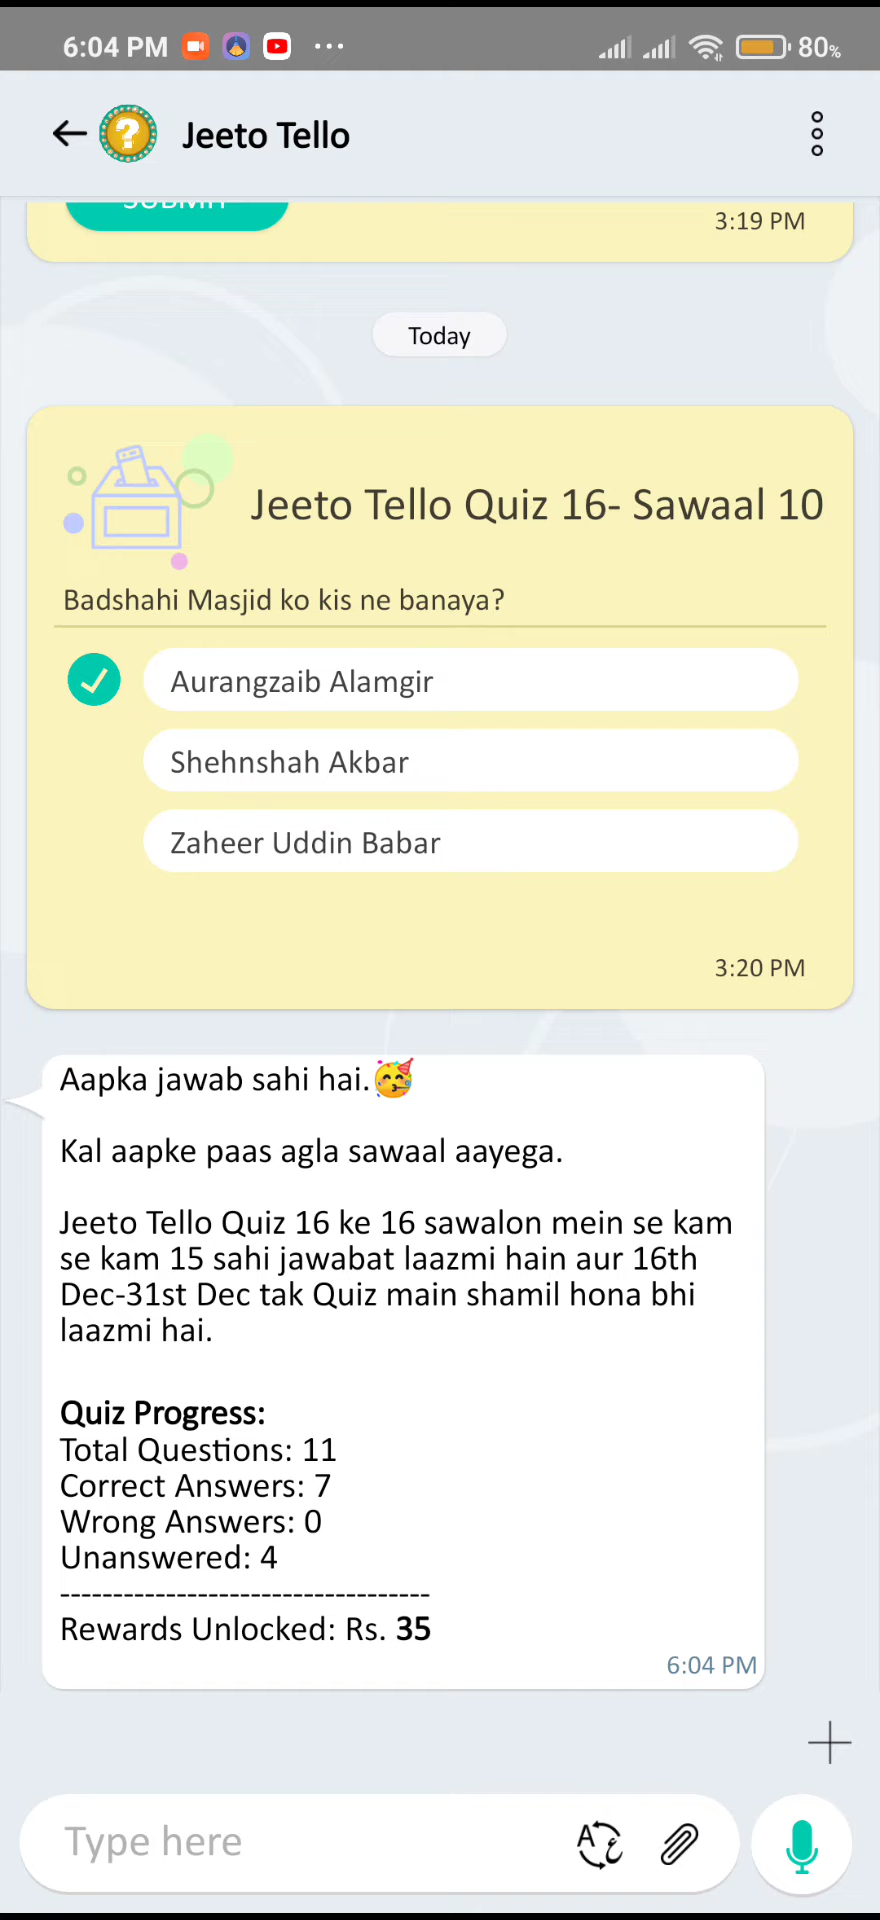 6:04 PM
80%
Jeeto Tello
SUBMIT
3:19 PM
Today
Jeeto Tello Quiz 16- Sawaal 10
Badshahi Masjid ko kis ne banaya?
Aurangzaib Alamgir
Shehnshah Akbar
Zaheer Uddin Babar
3:20 PM
Aapka jawab sahi hai.🥳
Kal aapke paas agla sawaal aayega.
Jeeto Tello Quiz 16 ke 16 sawalon mein se kam
se kam 15 sahi jawabat laazmi hain aur 16th
Dec-31st Dec tak Quiz main shamil hona bhi
laazmi hai.
Quiz Progress:
Total Questions: 11
Correct Answers: 7
Wrong Answers: 0
Unanswered: 4
-----------------------------------
Rewards Unlocked: Rs. 35
6:04 PM
Type here
A ع